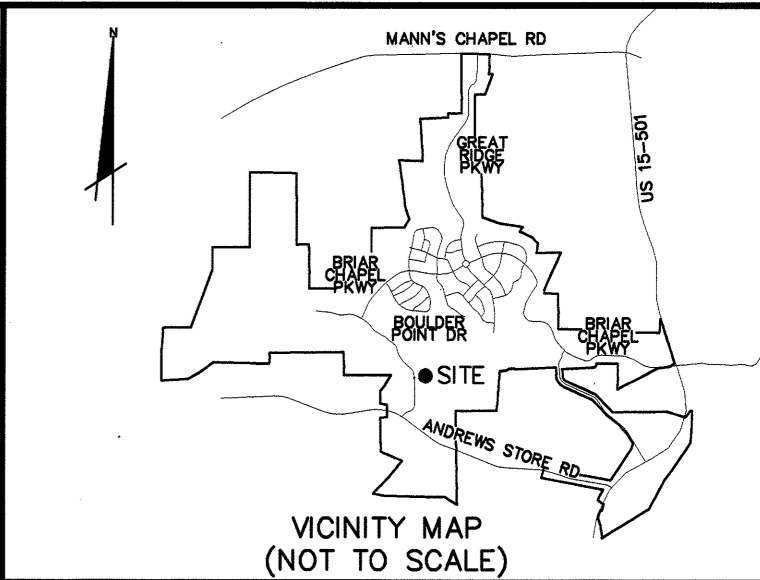 N
MANN'S CHAPEL RD
GREAT
RIDGE
PKWY
US 15-501
BRIAR
CHAPEL
PKWY
BOULDER
POINT DR
BRIAR
CHAPEL
PKWY
SITE
ANDREWS STORE RD
VICINITY MAP
(NOT TO SCALE)